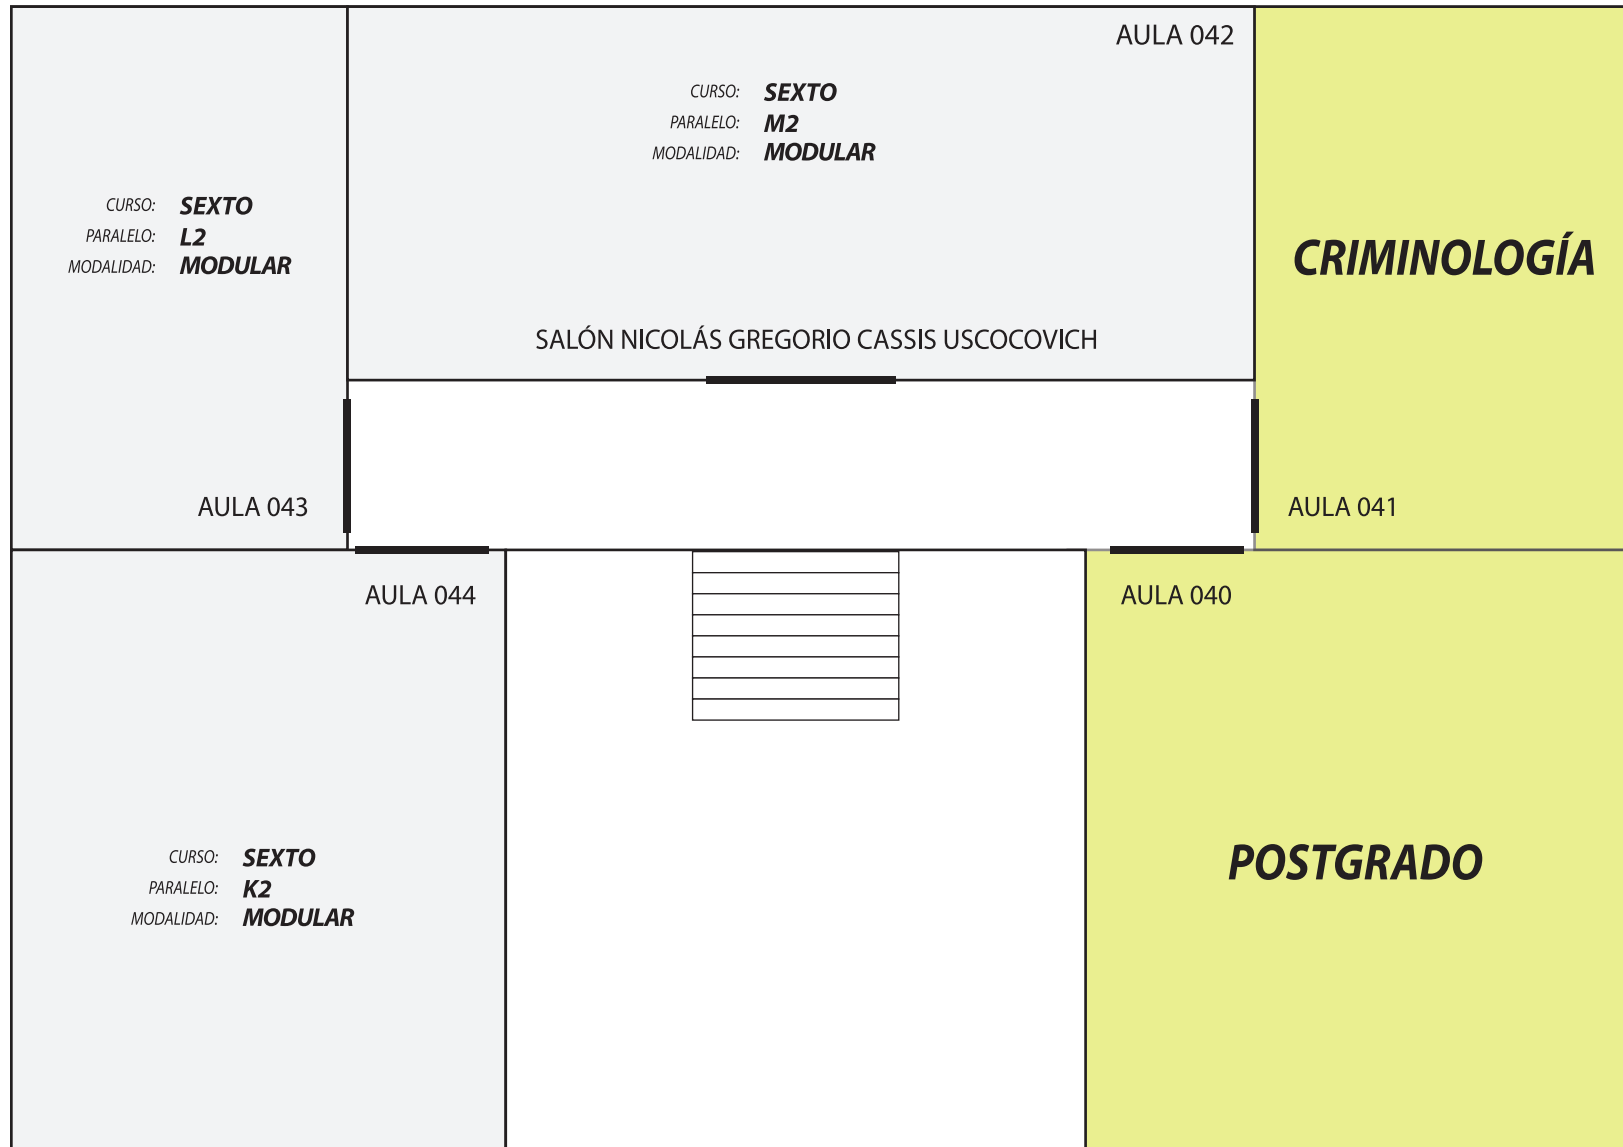 AULA 042
CURSO: SEXTO
PARALELO: M2
MODALIDAD: MODULAR
SALÓN NICOLÁS GREGORIO CASSIS USCOCOVICH
CURSO: SEXTO
PARALELO: L2
MODALIDAD: MODULAR
AULA 043
CRIMINOLOGÍA
AULA 041
AULA 044
CURSO: SEXTO
PARALELO: K2
MODALIDAD: MODULAR
AULA 040
POSTGRADO